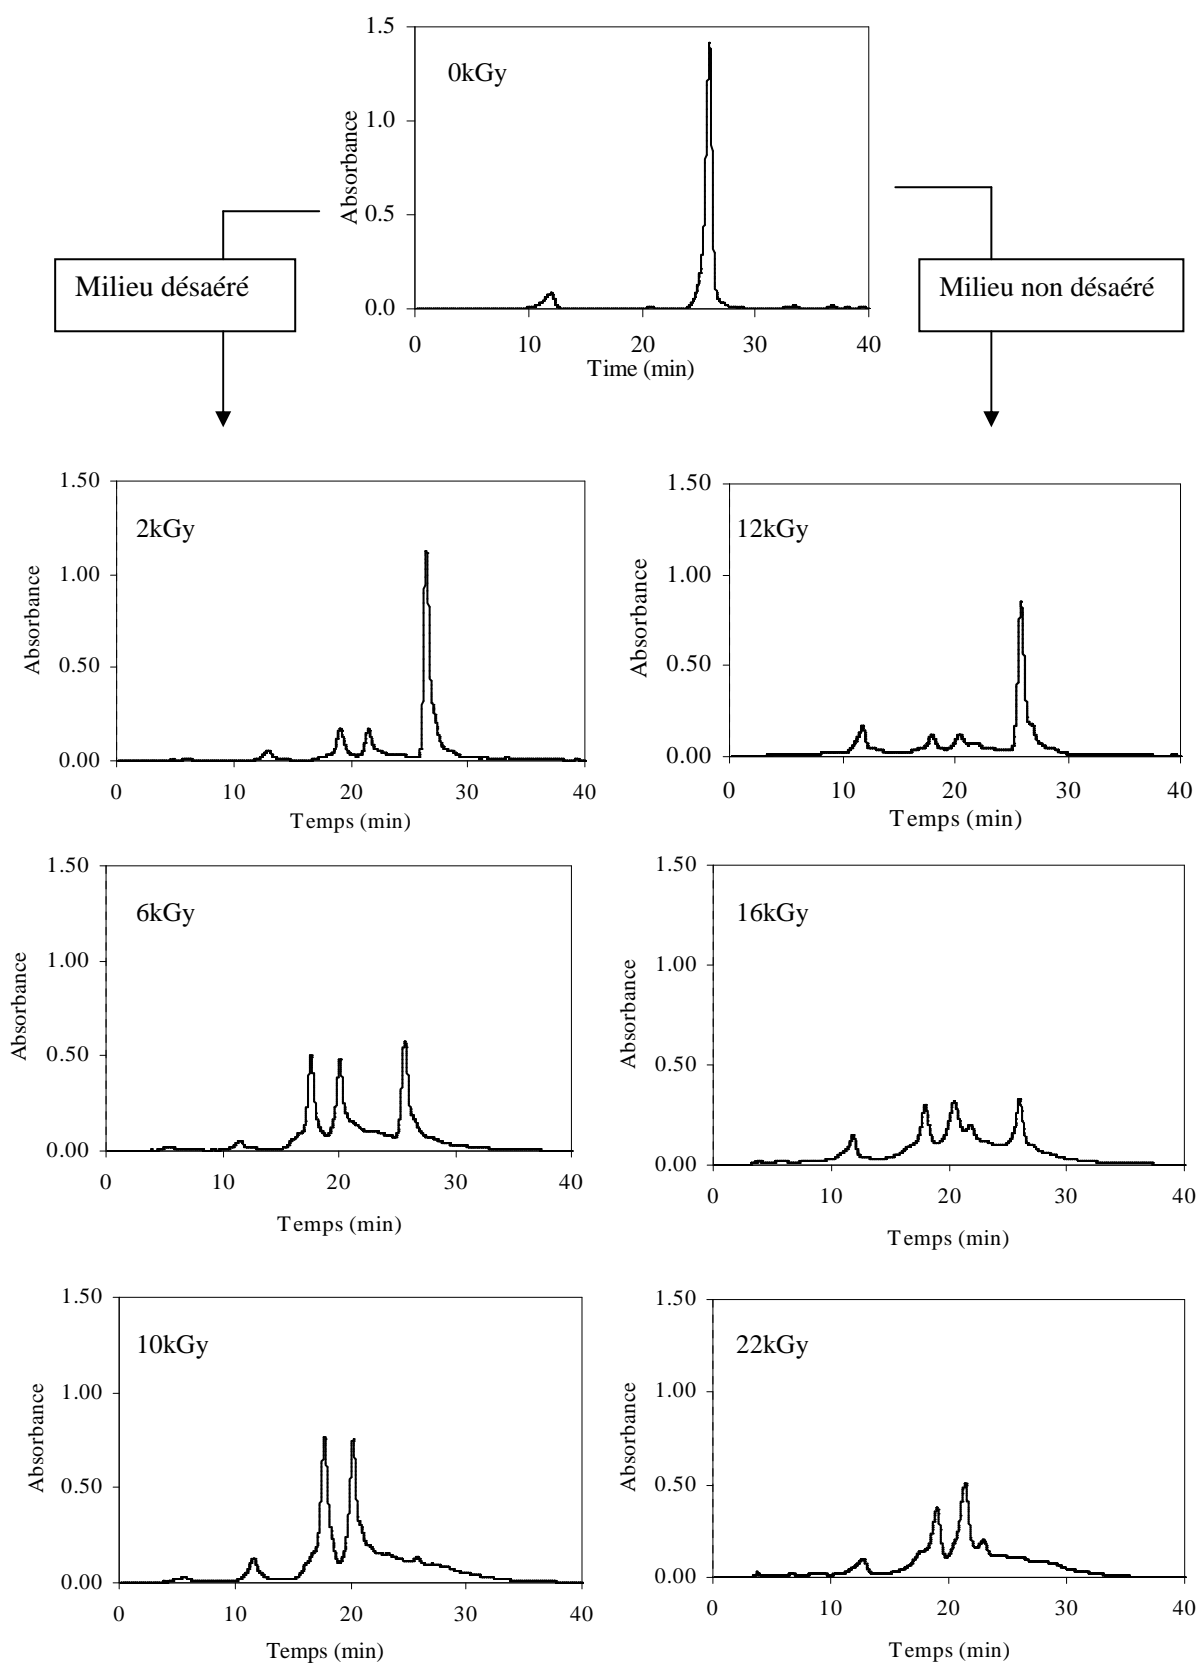 1.5
0kGy
1.0
Absorbance
0.5
0.0
0 10 20 30 40
Time (min)
Milieu désaéré
Milieu non désaéré
1.50
2kGy
1.00
Absorbance
0.50
0.00
0 10 20 30 40
Temps (min)
1.50
12kGy
1.00
Absorbance
0.50
0.00
0 10 20 30 40
Temps (min)
1.50
6kGy
1.00
Absorbance
0.50
0.00
0 10 20 30 40
Temps (min)
1.50
16kGy
1.00
Absorbance
0.50
0.00
0 10 20 30 40
Temps (min)
1.50
10kGy
1.00
Absorbance
0.50
0.00
0 10 20 30 40
Temps (min)
1.50
22kGy
1.00
Absorbance
0.50
0.00
0 10 20 30 40
Temps (min)